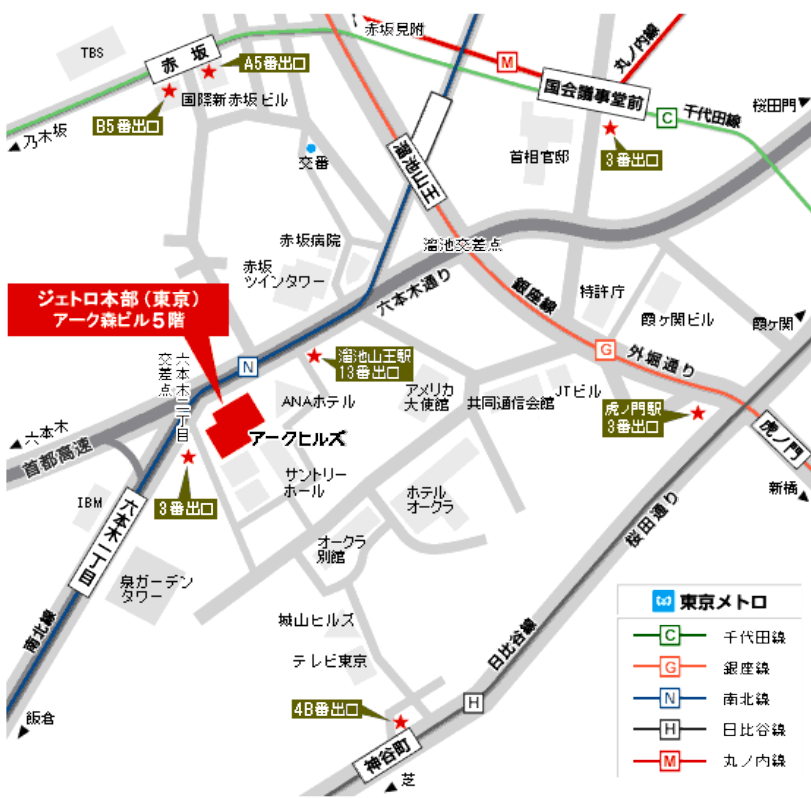 赤坂見附
TBS
赤坂
A5番出口
M
丸ノ内線
国際新赤坂ビル
国会議事堂前
桜田門
B5番出口
C
千代田線
乃木坂
交番
首相官邸
3番出口
溜池山王
赤坂病院
溜池交差点
赤坂
ツインタワー
六本木通り
銀座線
特許庁
ジェトロ本部(東京)
アーク森ビル5階
霞ヶ関ビル
霞ヶ関
六本木二丁目
交差点
N
溜池山王駅
13番出口
G
外堀通り
ANAホテル
アメリカ
大使館
共同通信会館
JTビル
虎ノ門駅
3番出口
六本木
首都高速
アークヒルズ
虎ノ門
3番出口
サントリー
ホール
ホテル
オークラ
新橋
IBM
六本木一丁目
桜田通り
オークラ
別館
泉ガーデン
タワー
南北線
城山ヒルズ
日比谷線
テレビ東京
4B番出口
H
飯倉
神谷町
芝
東京メトロ
C 千代田線
G 銀座線
N 南北線
H 日比谷線
M 丸ノ内線